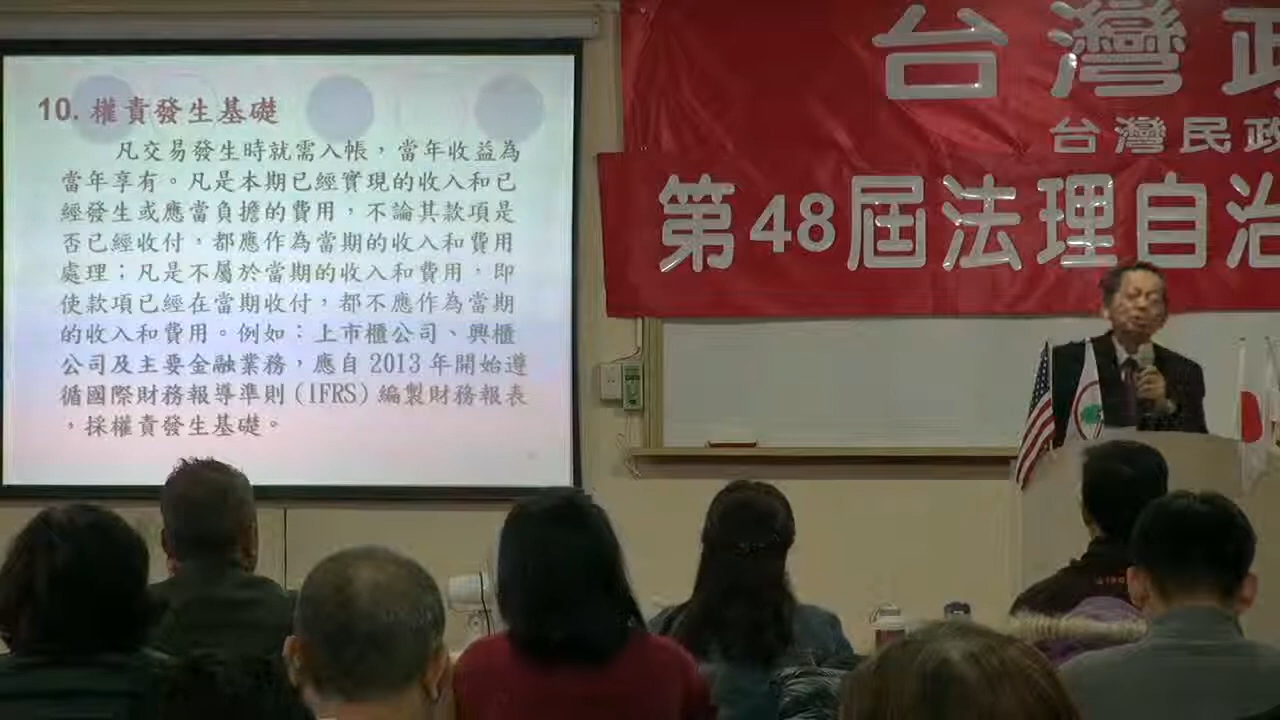 10. 權責發生基礎
凡交易發生時就需入帳，當年收益為
當年享有。凡是本期已經實現的收入和已
經發生或應當負擔的費用，不論其款項是
否已經收付，都應作為當期的收入和費用
處理；凡是不屬於當期的收入和費用，即
使款項已經在當期收付，都不應作為當期
的收入和費用。例如：上市櫃公司、興櫃
公司及主要金融業務，應自 2013 年開始遵
循國際財務報導準則 (IFRS) 編製財務報表
，採權責發生基礎。
台灣政
台灣民政
第48屆法理自治